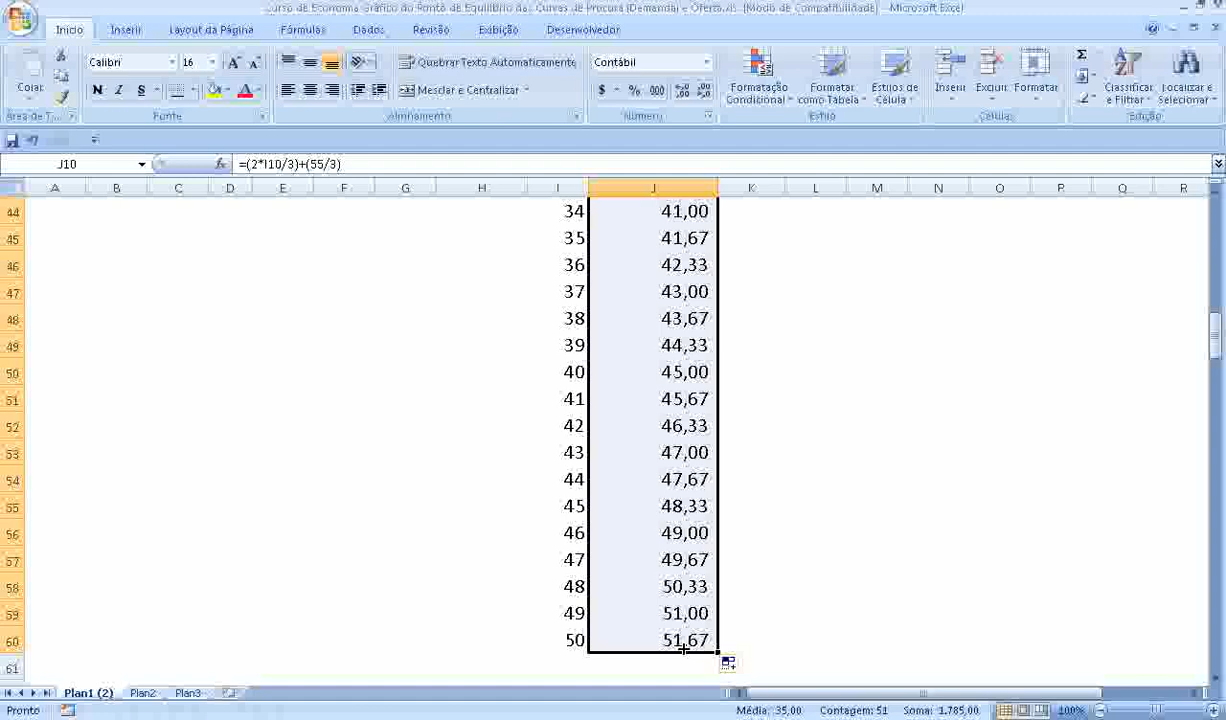 Curso de Economia Gráfico do Ponto de Equilíbrio das Curvas de Procura (Demanda) e Oferta.xls [Modo de Compatibilidade] - Microsoft Excel
Início Inserir Layout da Página Fórmulas Dados Revisão Exibição Desenvolvedor
Calibri 16 A A Quebrar Texto Automaticamente Contábil Σ
Colar N I S A Mesclar e Centralizar $ % 000 Formatação Condicional Formatar como Tabela Estilos de Célula Inserir Excluir Formatar Classificar e Filtrar Localizar e Selecionar
Área de T... Fonte Alinhamento Número Estilo Células Edição
J10 fx =(2*I10/3)+(55/3)
A B C D E F G H I J K L M N O P Q R
44 34 41,00
45 35 41,67
46 36 42,33
47 37 43,00
48 38 43,67
49 39 44,33
50 40 45,00
51 41 45,67
52 42 46,33
53 43 47,00
54 44 47,67
55 45 48,33
56 46 49,00
57 47 49,67
58 48 50,33
59 49 51,00
60 50 51,67
61
Plan1 (2) Plan2 Plan3
Pronto Média: 35,00 Contagem: 51 Soma: 1.785,00 100%